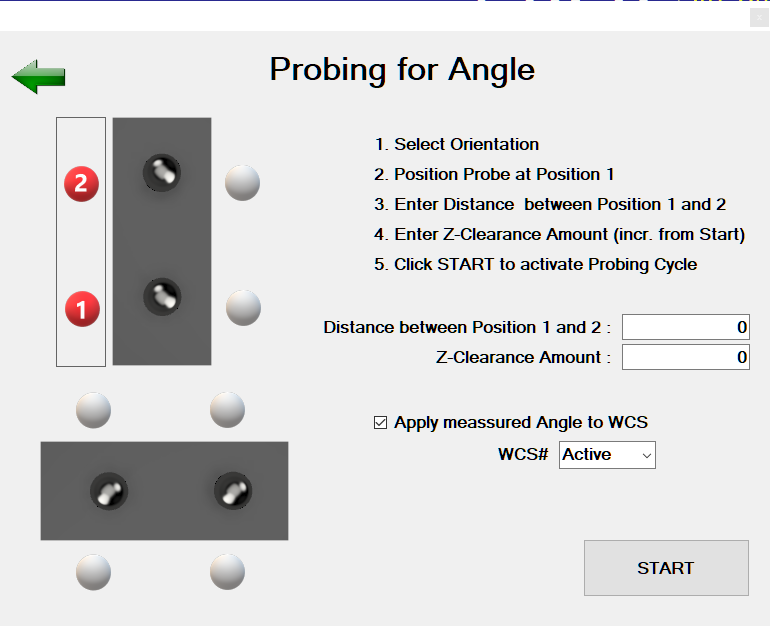 Probing for Angle
1. Select Orientation
2. Position Probe at Position 1
3. Enter Distance  between Position 1 and 2
4. Enter Z-Clearance Amount (incr. from Start)
5. Click START to activate Probing Cycle
2
1
Distance between Position 1 and 2 : 0
Z-Clearance Amount : 0
Apply meassured Angle to WCS
WCS# Active
START